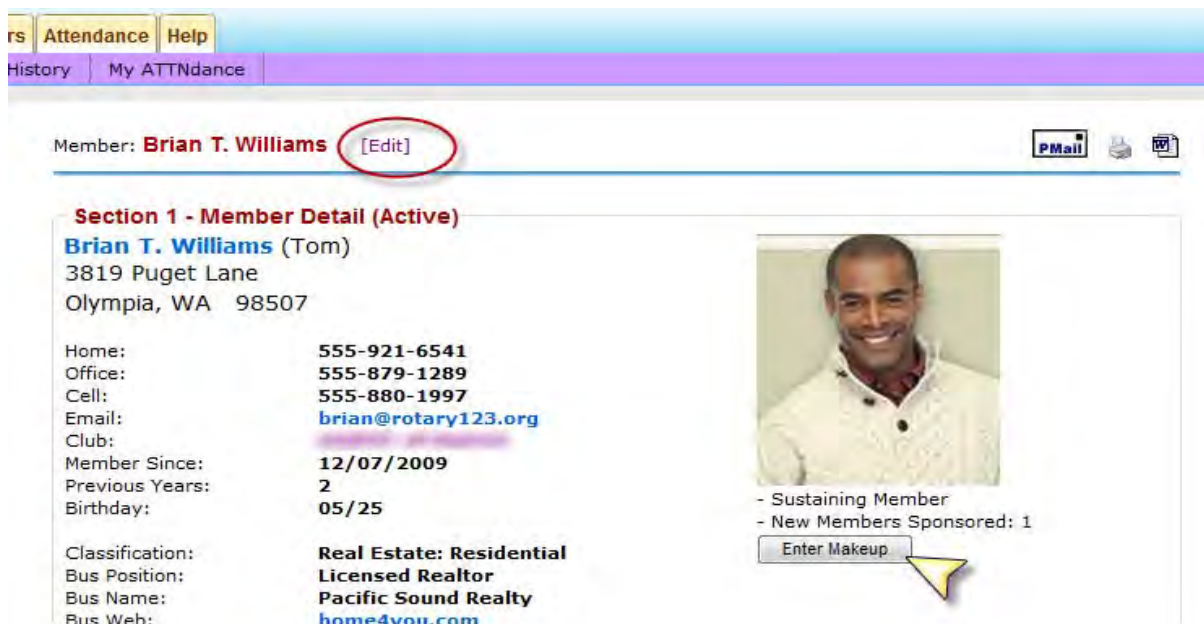 rs Attendance Help
History My ATTNdance
Member: Brian T. Williams [Edit]
PMail
W
Section 1 - Member Detail (Active)
Brian T. Williams (Tom)
3819 Puget Lane
Olympia, WA 98507
Home: 555-921-6541
Office: 555-879-1289
Cell: 555-880-1997
Email: brian@rotary123.org
Club:
Member Since: 12/07/2009
Previous Years: 2
Birthday: 05/25
- Sustaining Member
- New Members Sponsored: 1
Enter Makeup
Classification: Real Estate: Residential
Bus Position: Licensed Realtor
Bus Name: Pacific Sound Realty
Bus Web: home4you.com